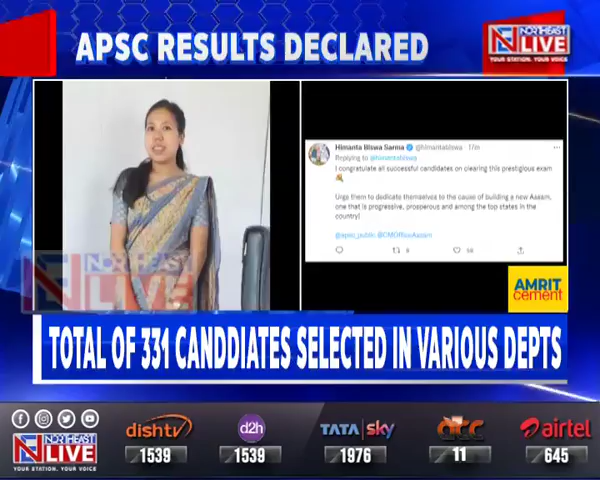 APSC RESULTS DECLARED
NORTHEAST
LIVE
YOUR STATION. YOUR VOICE
Himanta Biswa Sarma @himantabiswa · 17m
Replying to @himantabiswa
I congratulate all successful candidates on clearing this prestigious exam
Urge them to dedicate themselves to the cause of building a new Assam,
one that is progressive, prosperous and among the top states in the
country!
@apsc_public @CMOfficeAssam
NORTHEAST
LIVE
AMRIT
cement
TOTAL OF 331 CANDDIATES SELECTED IN VARIOUS DEPTS
NORTHEAST
LIVE
YOUR STATION. YOUR VOICE
dishtv
1539
d2h
1539
TATA sky
1976
11
airtel
645